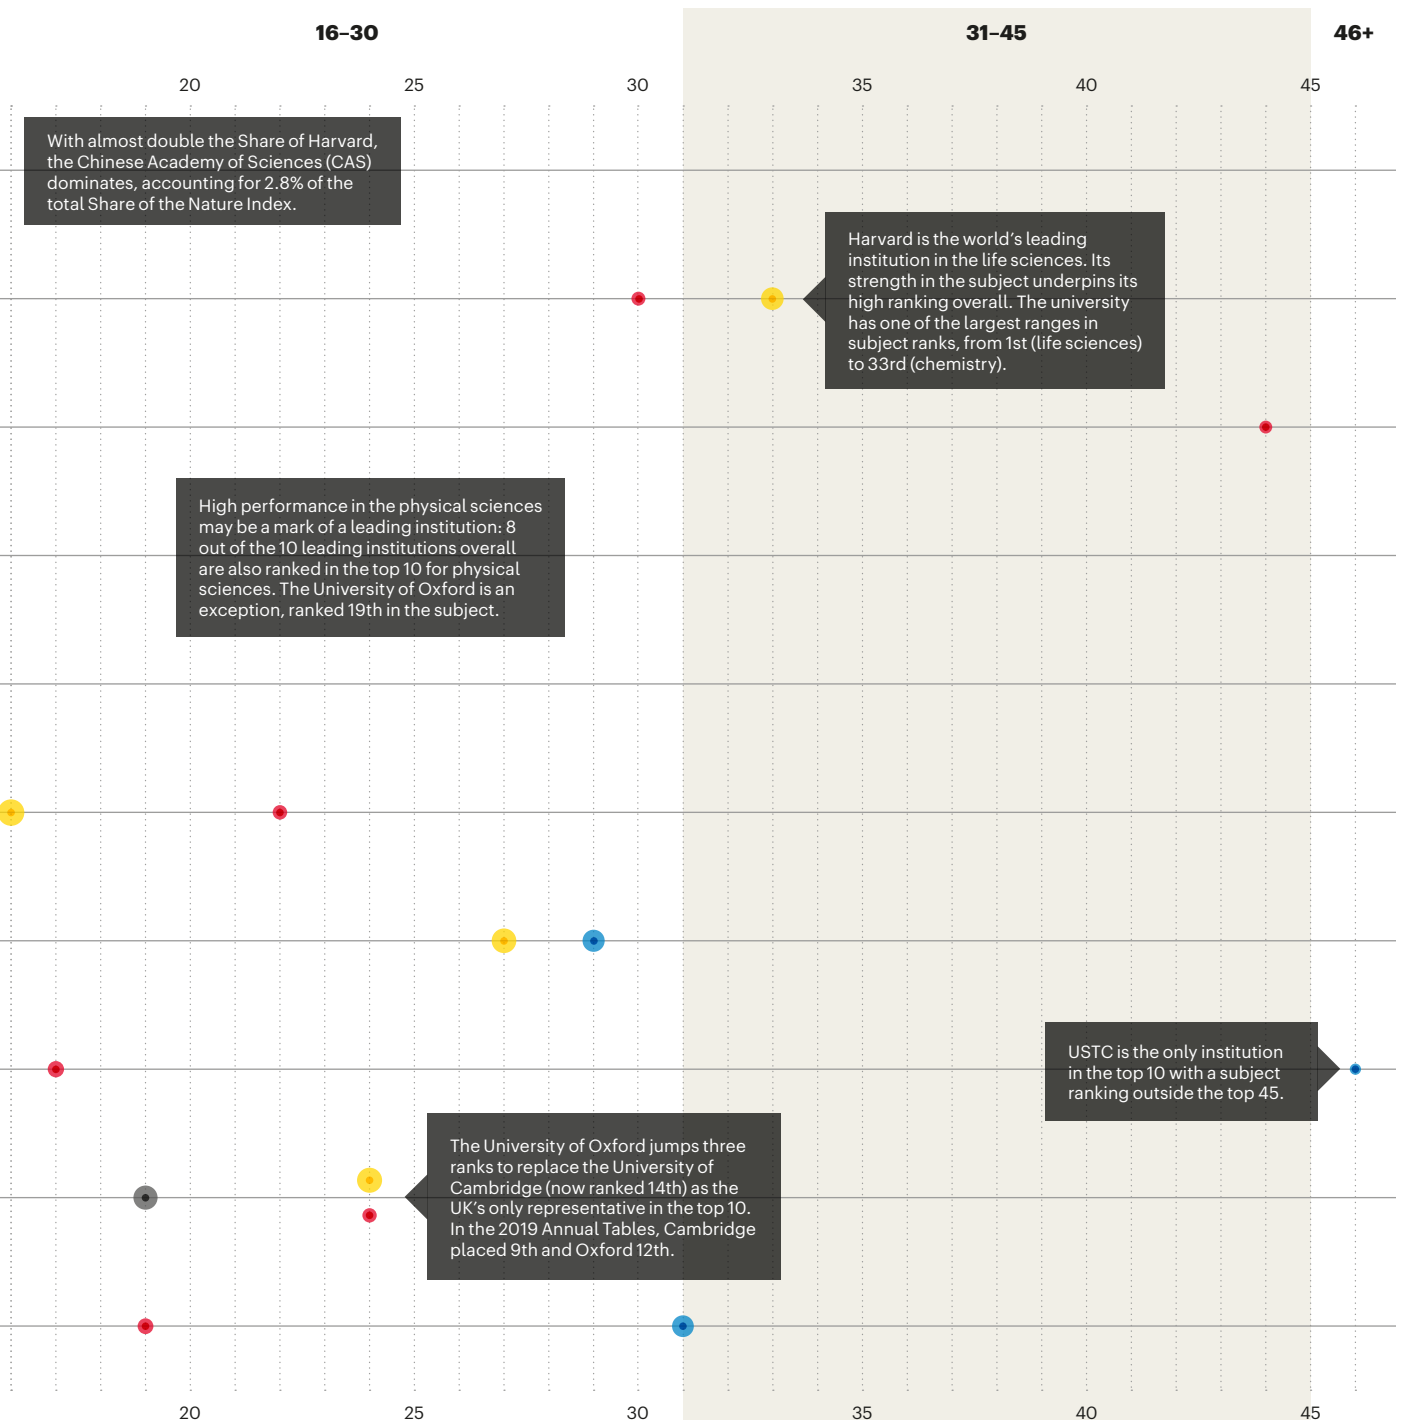 16–30
31–45
46+
20
25
30
35
40
45
With almost double the Share of Harvard,
the Chinese Academy of Sciences (CAS)
dominates, accounting for 2.8% of the
total Share of the Nature Index.
Harvard is the world’s leading
institution in the life sciences. Its
strength in the subject underpins its
high ranking overall. The university
has one of the largest ranges in
subject ranks, from 1st (life sciences)
to 33rd (chemistry).
High performance in the physical sciences
may be a mark of a leading institution: 8
out of the 10 leading institutions overall
are also ranked in the top 10 for physical
sciences. The University of Oxford is an
exception, ranked 19th in the subject.
USTC is the only institution
in the top 10 with a subject
ranking outside the top 45.
The University of Oxford jumps three
ranks to replace the University of
Cambridge (now ranked 14th) as the
UK’s only representative in the top 10.
In the 2019 Annual Tables, Cambridge
placed 9th and Oxford 12th.
20
25
30
35
40
45